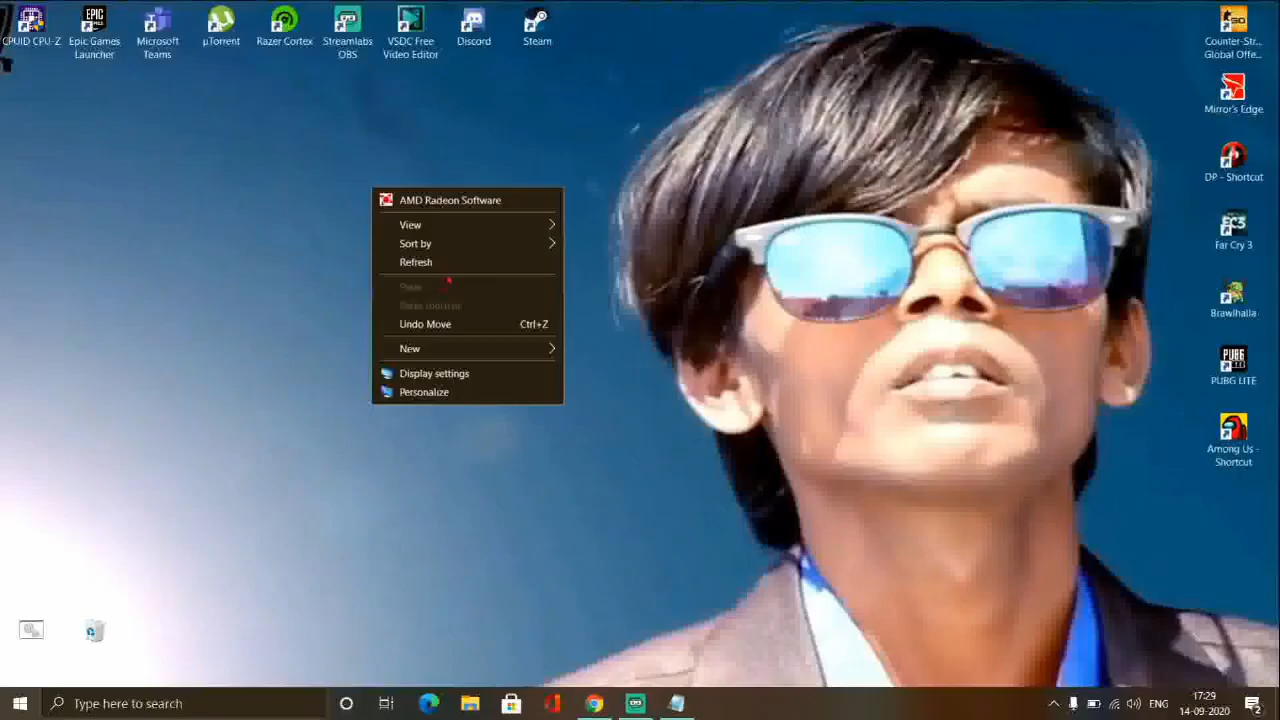 CPUID CPU-Z
Epic Games
Launcher
Microsoft
Teams
µTorrent
Razer Cortex
Streamlabs
OBS
VSDC Free
Video Editor
Discord
Steam
Counter-Str...
Global Offe...
Mirror's Edge
DP - Shortcut
Far Cry 3
Brawlhalla
PUBG LITE
Among Us -
Shortcut
AMD Radeon Software
View
Sort by
Refresh
Paste
Paste shortcut
Undo Move Ctrl+Z
New
Display settings
Personalize
Type here to search
ENG
17:29
14-09-2020
2